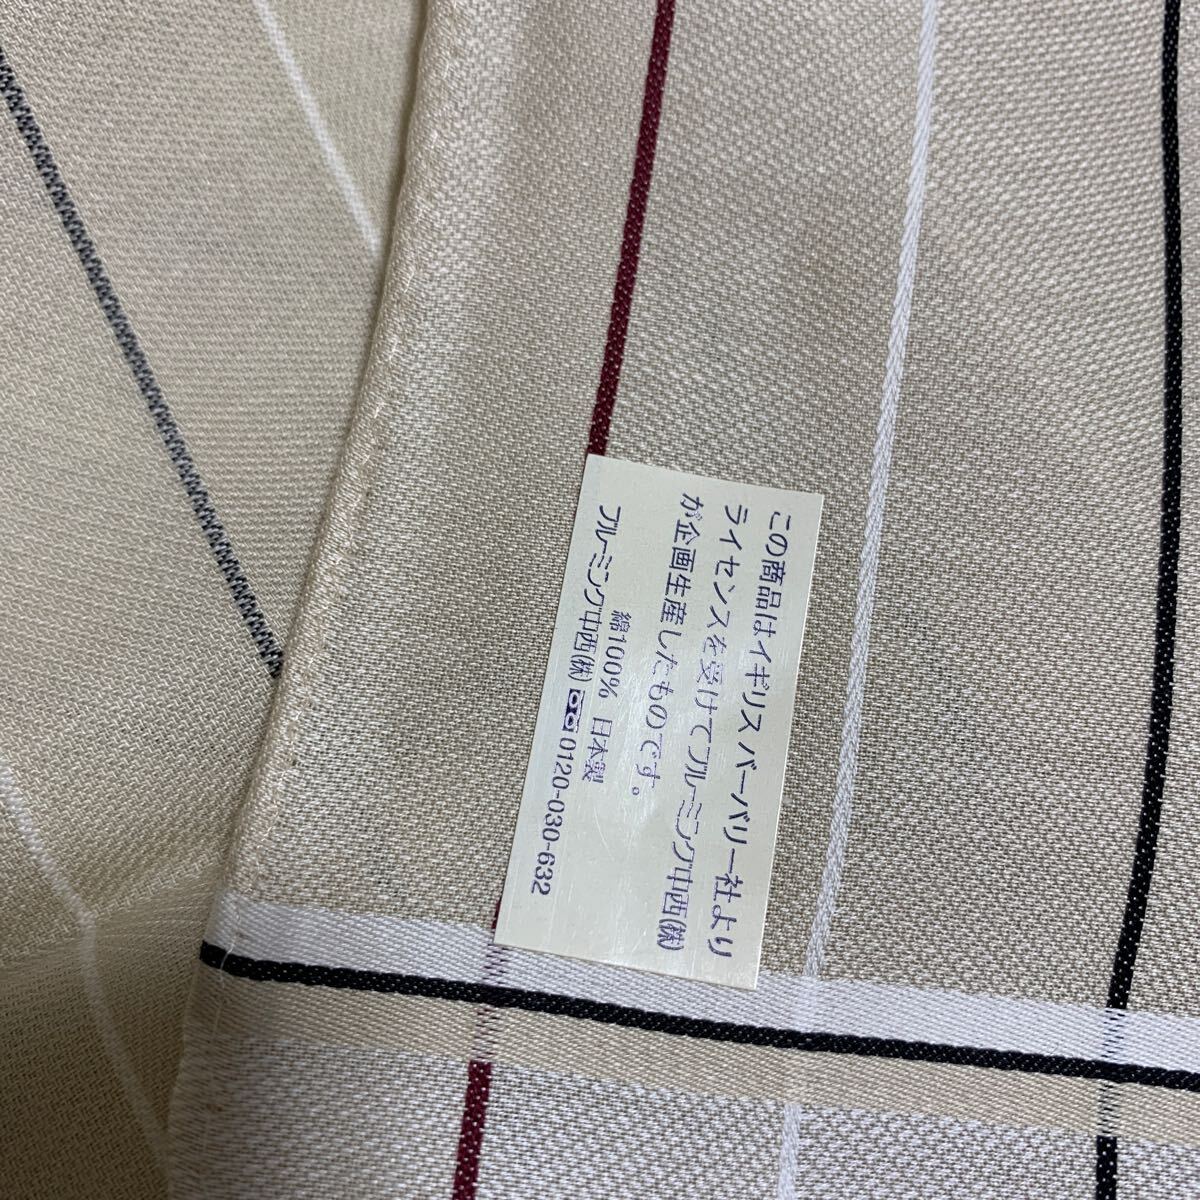 この商品はイギリス バーバリー社より
ライセンスを受けてブルーミング中西(株)
が企画生産したものです。
綿100% 日本製
ブルーミング中西(株) 0120-030-632